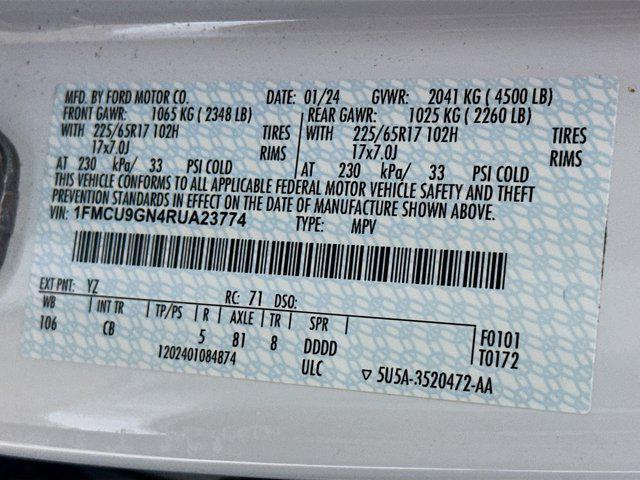 MFD. BY FORD MOTOR CO. DATE: 01/24 GVWR: 2041 KG ( 4500 LB)
FRONT GAWR: 1065 KG ( 2348 LB) REAR GAWR: 1025 KG ( 2260 LB)
WITH 225/65R17 102H TIRES WITH 225/65R17 102H TIRES
17x7.0J RIMS 17x7.0J RIMS
AT 230 kPa/ 33 PSI COLD AT 230 kPa/ 33 PSI COLD
THIS VEHICLE CONFORMS TO ALL APPLICABLE FEDERAL MOTOR VEHICLE SAFETY AND THEFT
PREVENTION STANDARDS IN EFFECT ON THE DATE OF MANUFACTURE SHOWN ABOVE.
VIN: 1FMCU9GN4RUA23774 TYPE: MPV
EXT PNT: YZ RC: 71 DSO:
WB INT TR TP/PS R AXLE TR SPR
106 CB 5 81 8 DDDD F0101
1202401084874 ULC T0172
▽ 5U5A-3520472-AA